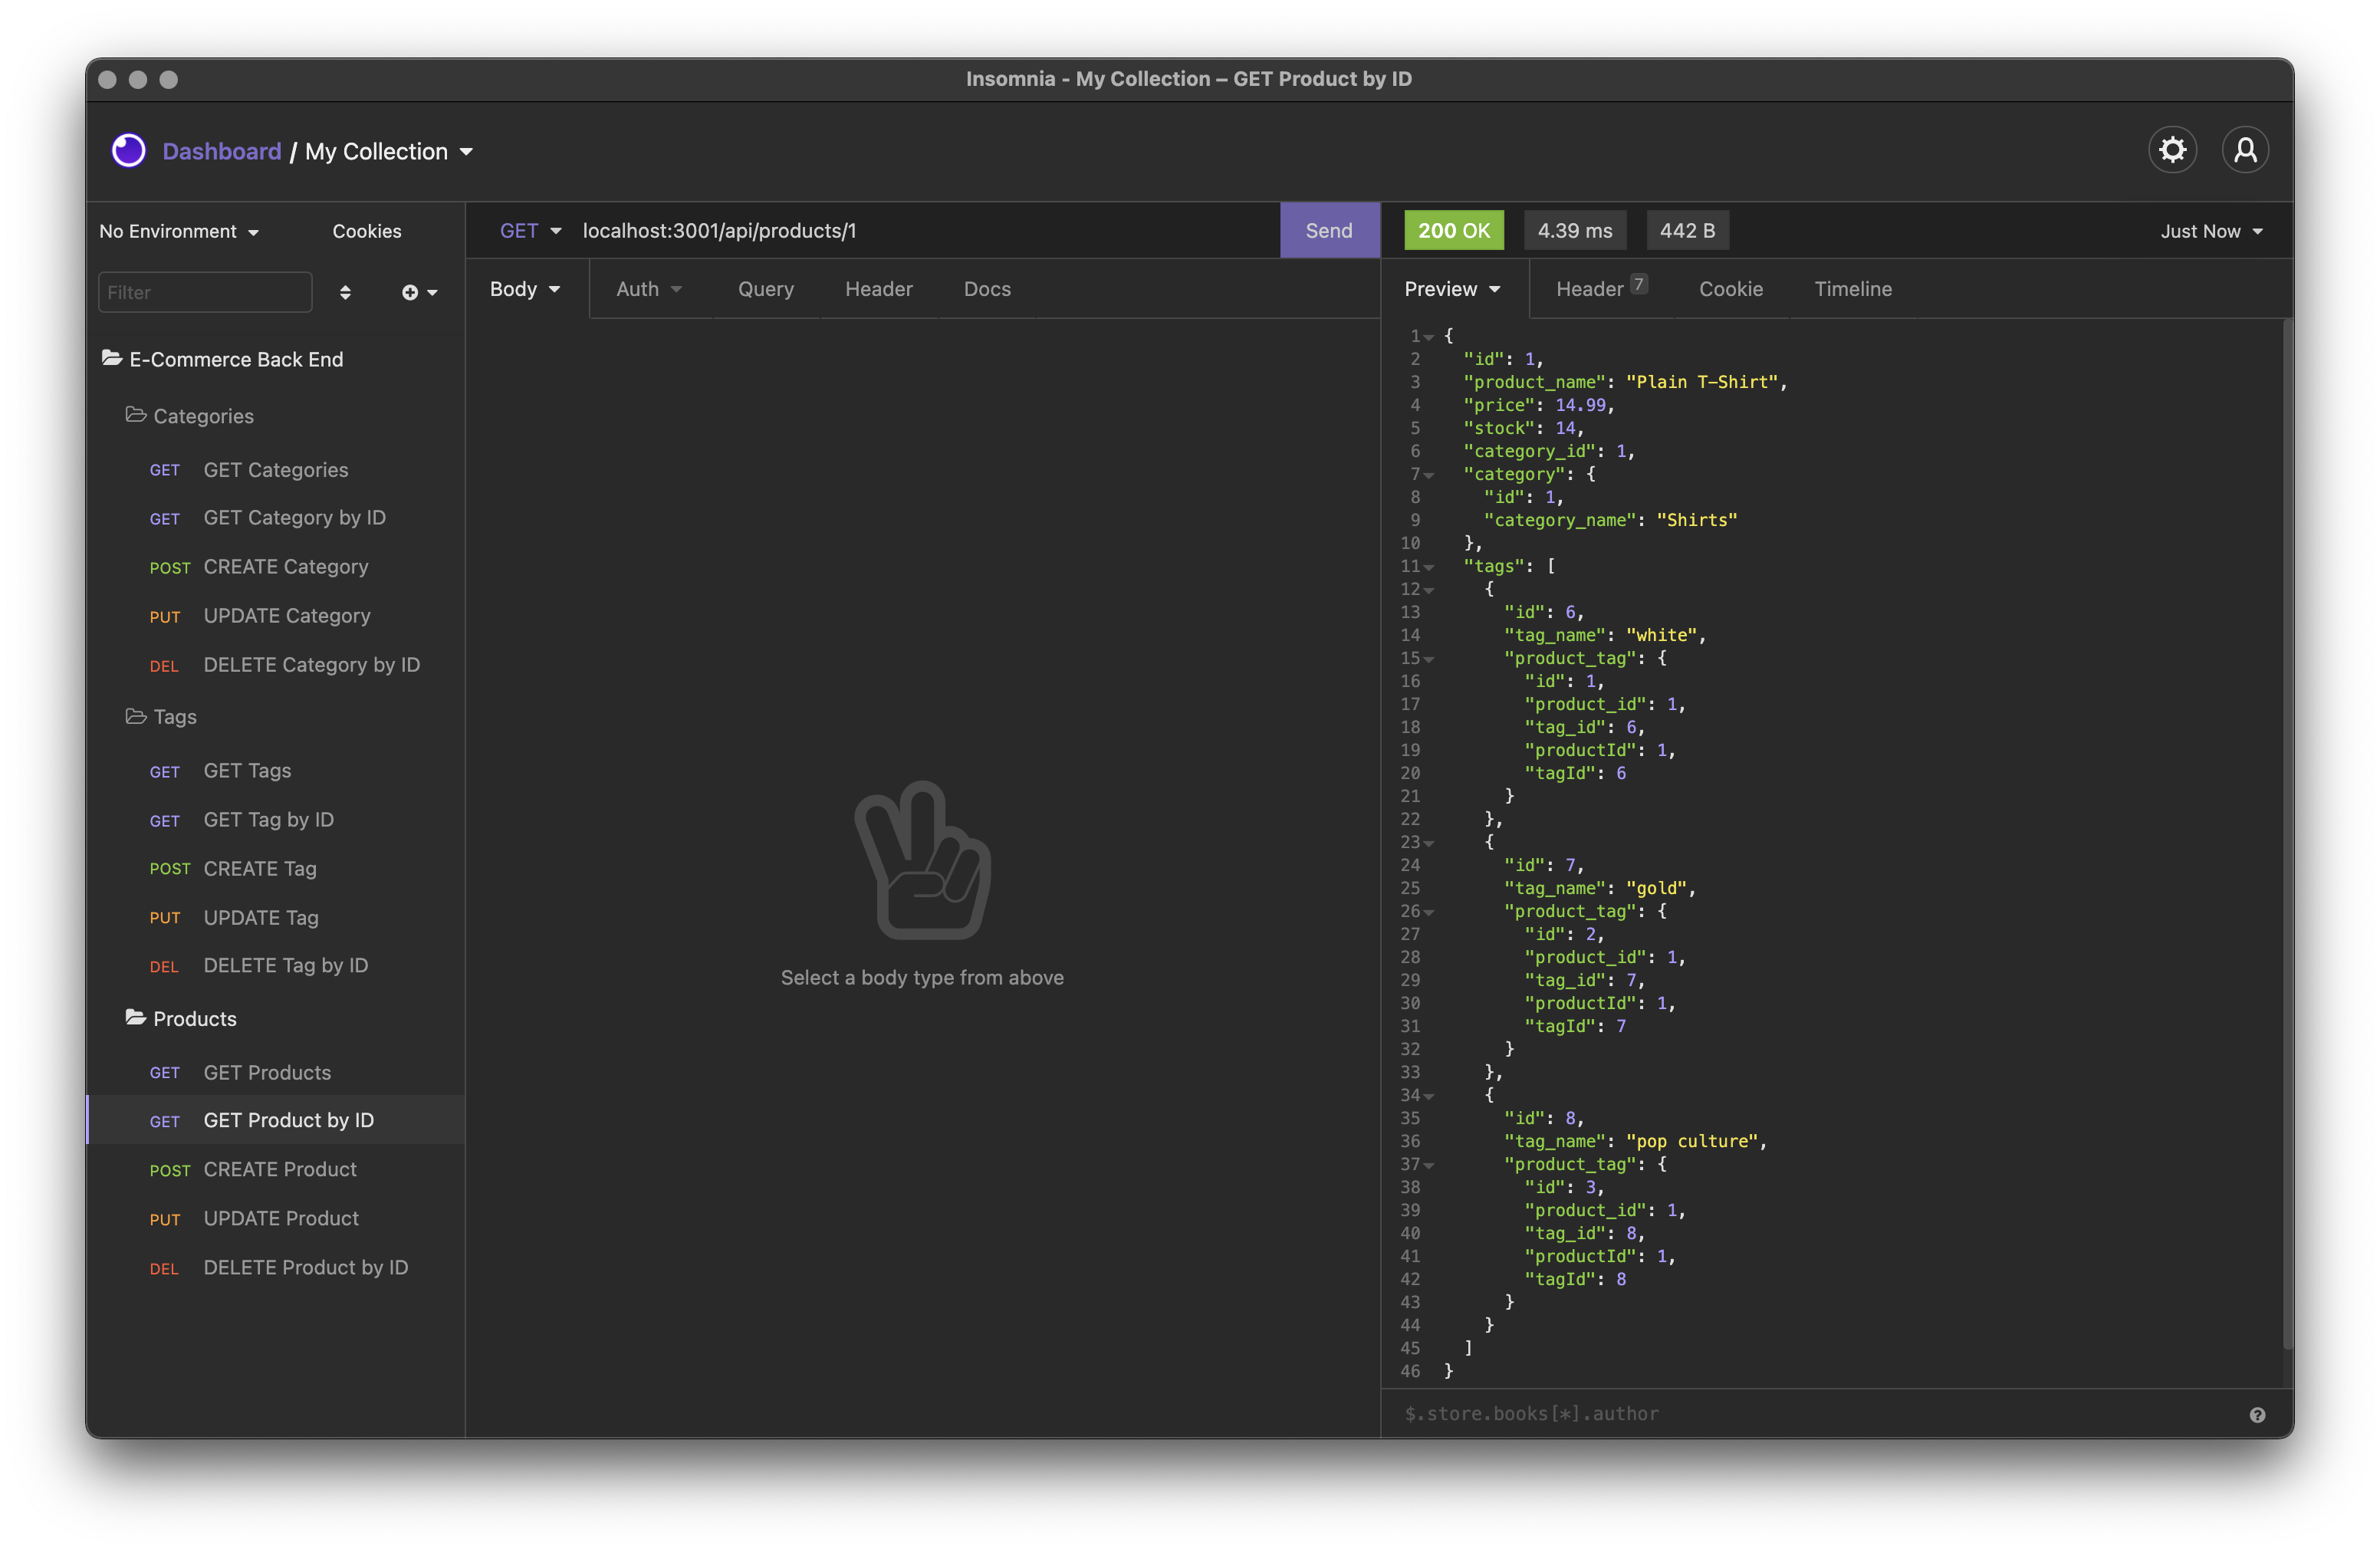 Insomnia - My Collection – GET Product by ID
Dashboard / My Collection
No Environment Cookies
Filter
E-Commerce Back End
Categories
GET GET Categories
GET GET Category by ID
POST CREATE Category
PUT UPDATE Category
DEL DELETE Category by ID
Tags
GET GET Tags
GET GET Tag by ID
POST CREATE Tag
PUT UPDATE Tag
DEL DELETE Tag by ID
Products
GET GET Products
GET GET Product by ID
POST CREATE Product
PUT UPDATE Product
DEL DELETE Product by ID
GET localhost:3001/api/products/1 Send
Body Auth Query Header Docs
Select a body type from above
200 OK 4.39 ms 442 B Just Now
Preview Header 7 Cookie Timeline
1 {
2 "id": 1,
3 "product_name": "Plain T-Shirt",
4 "price": 14.99,
5 "stock": 14,
6 "category_id": 1,
7 "category": {
8 "id": 1,
9 "category_name": "Shirts"
10 },
11 "tags": [
12 {
13 "id": 6,
14 "tag_name": "white",
15 "product_tag": {
16 "id": 1,
17 "product_id": 1,
18 "tag_id": 6,
19 "productId": 1,
20 "tagId": 6
21 }
22 },
23 {
24 "id": 7,
25 "tag_name": "gold",
26 "product_tag": {
27 "id": 2,
28 "product_id": 1,
29 "tag_id": 7,
30 "productId": 1,
31 "tagId": 7
32 }
33 },
34 {
35 "id": 8,
36 "tag_name": "pop culture",
37 "product_tag": {
38 "id": 3,
39 "product_id": 1,
40 "tag_id": 8,
41 "productId": 1,
42 "tagId": 8
43 }
44 }
45 ]
46 }
$.store.books[*].author